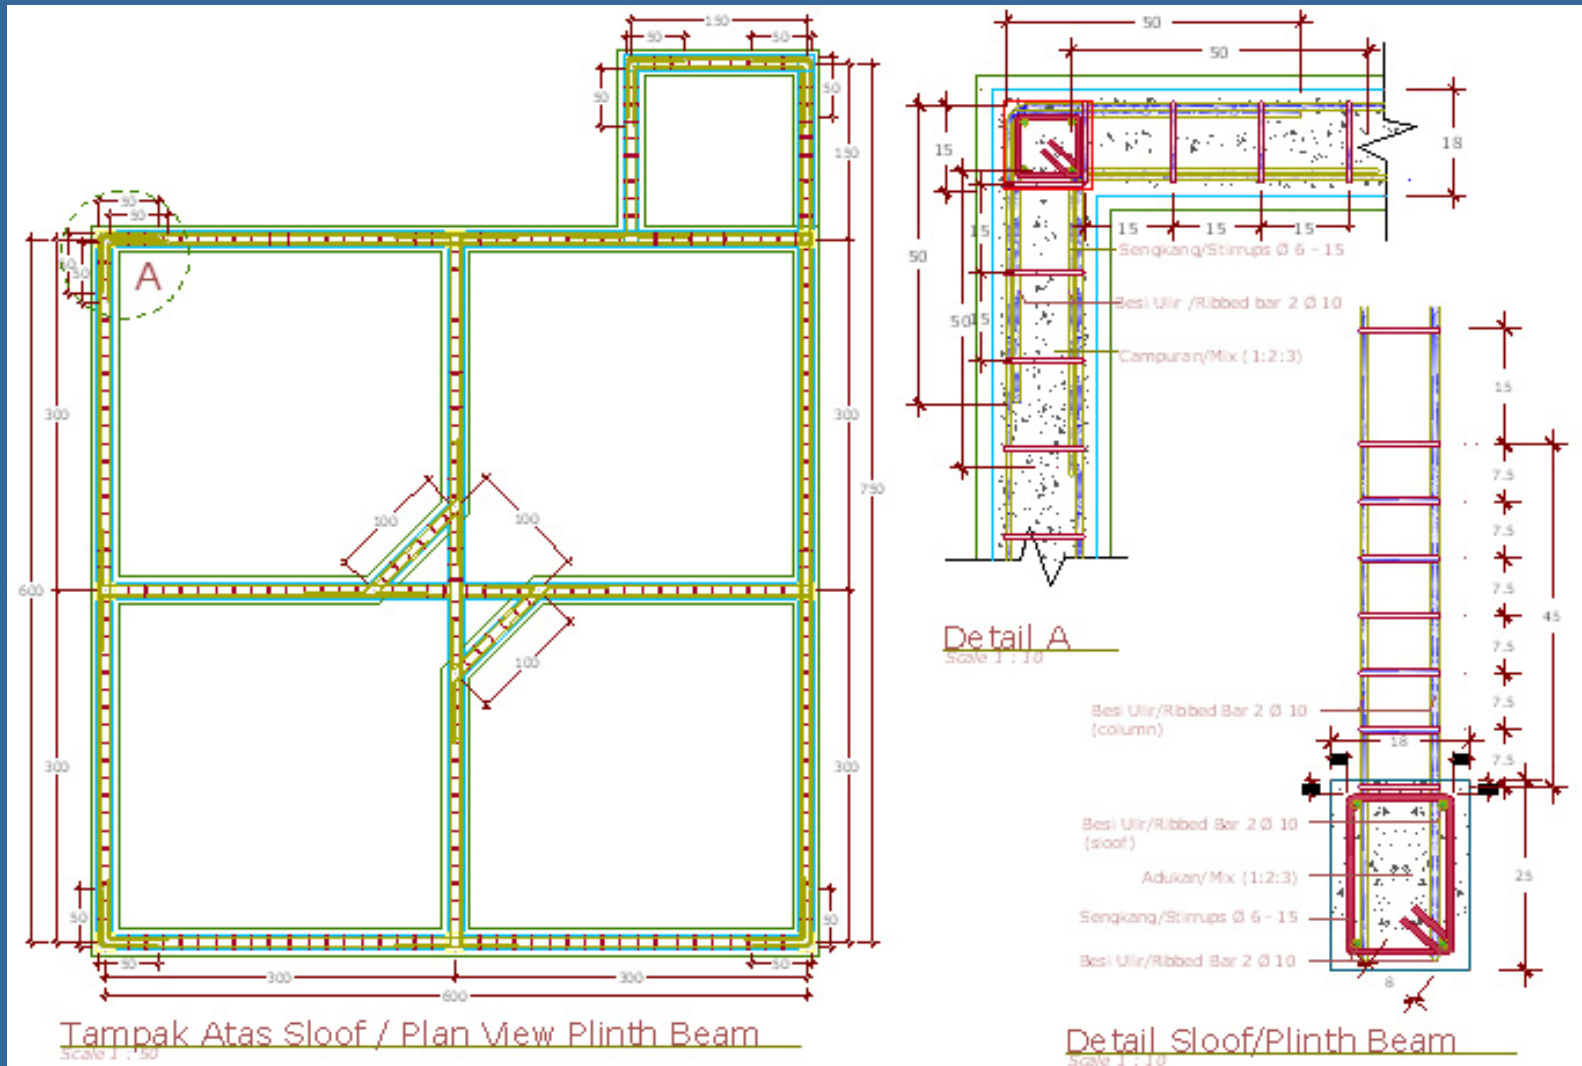 150
50
50
50
50
150
50
50
A
50
50
300
300
750
100
100
600
100
300
300
50
50
50
50
300
300
600
Tampak Atas Sloof / Plan View Plinth Beam
Scale 1 : 50
50
50
15
18
50
15
15
15
15
Sengkang/Stirrups Ø 6 - 15
Besi Ulir /Ribbed bar 2 Ø 10
50
15
Campuran/Mix (1:2:3)
Detail A
Scale 1 : 10
15
7.5
7.5
7.5
45
7.5
7.5
7.5
Besi Ulir/Ribbed Bar 2 Ø 10
(column)
18
Besi Ulir/Ribbed Bar 2 Ø 10
(sloof)
Adukan/Mix (1:2:3)
25
Sengkang/Stirrups Ø 6 - 15
Besi Ulir/Ribbed Bar 2 Ø 10
8
Detail Sloof/Plinth Beam
Scale 1 : 10